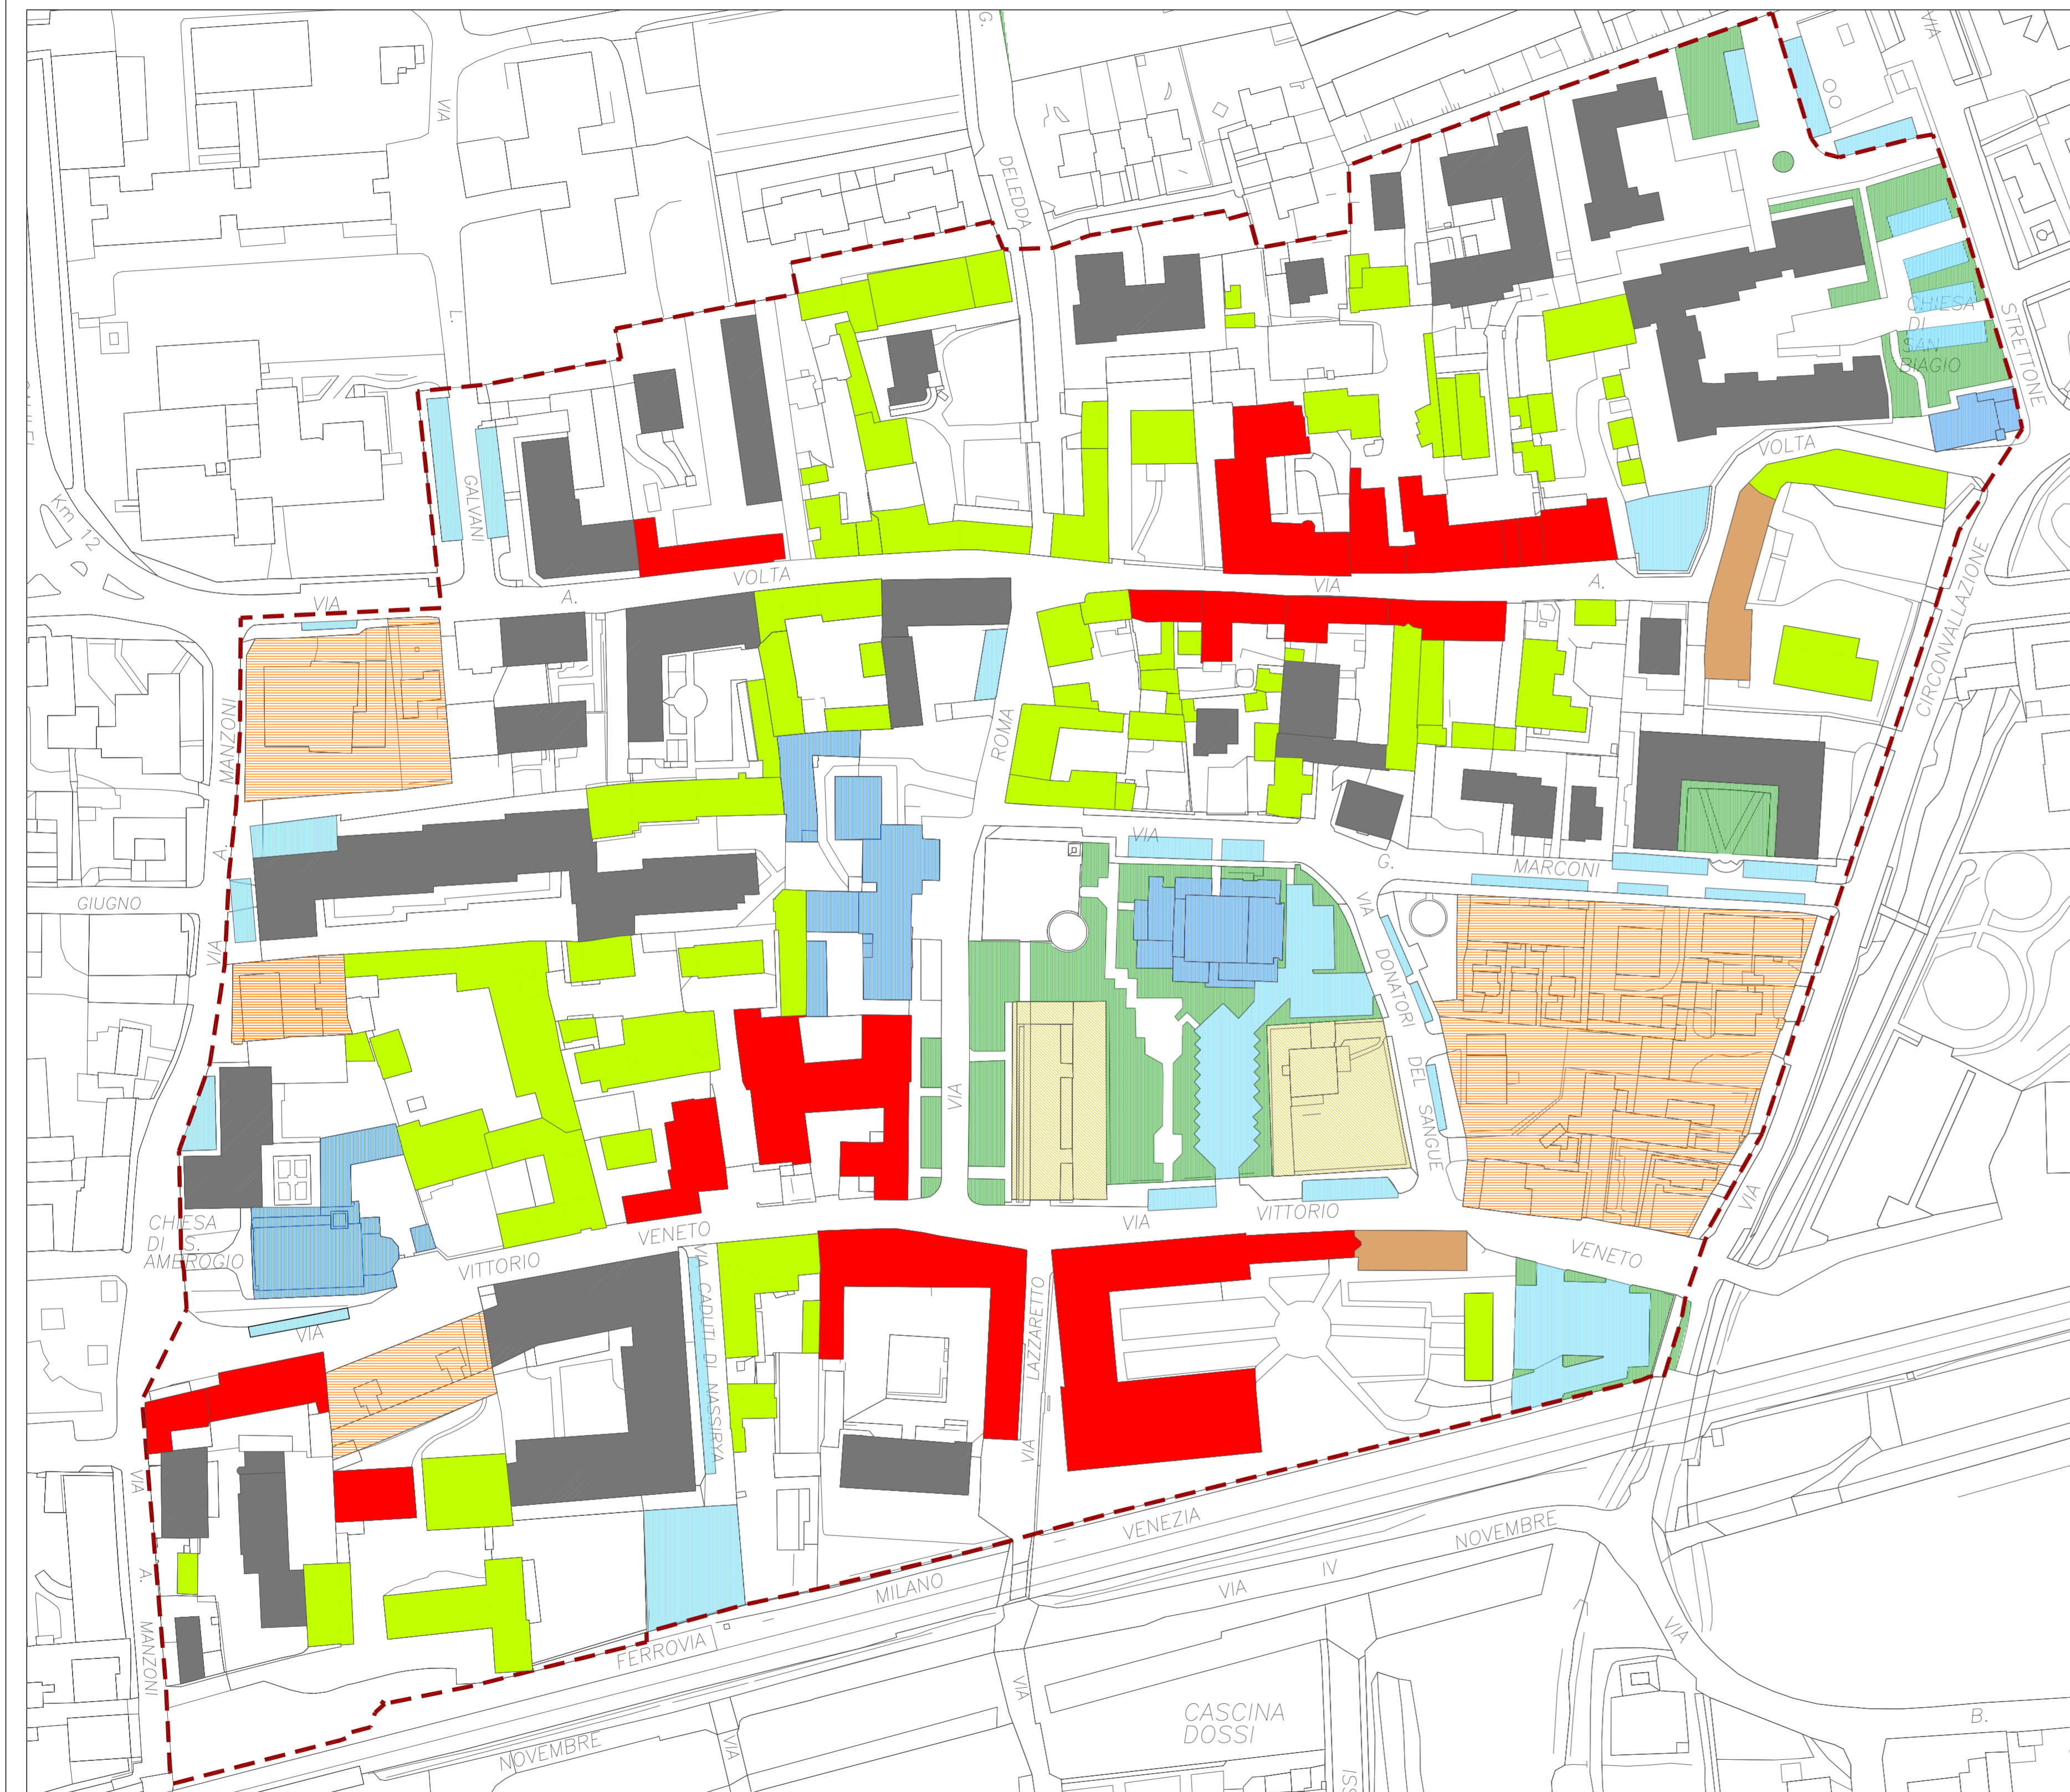 G.
VIA
VIA
DELEDDA
L.
CHIESA
DI
SAN
BIAGIO
STRETTONE
Km 12
GALVANI
VOLTA
VOLTA
VIA
A.
VIA
A.
CIRCONVALLAZIONE
MANZONI
ROMA
A.
VIA
G.
MARCONI
GIUGNO
VIA
VIA
DONATORI
DEL SANGUE
VIA
VIA
CHIESA
DI S.
AMBROGIO
VITTORIO
VENETO
VIA
VITTORIO
VENETO
VIA CADUTI DI NASSIRYA
LAZZARETTO
VIA
VIA
VIA
A.
MANZONI
VENEZIA
NOVEMBRE
IV
VIA
MILANO
FERROVIA
VIA
VIA
CASCINA
DOSSI
B.
NOVEMBRE
VIA